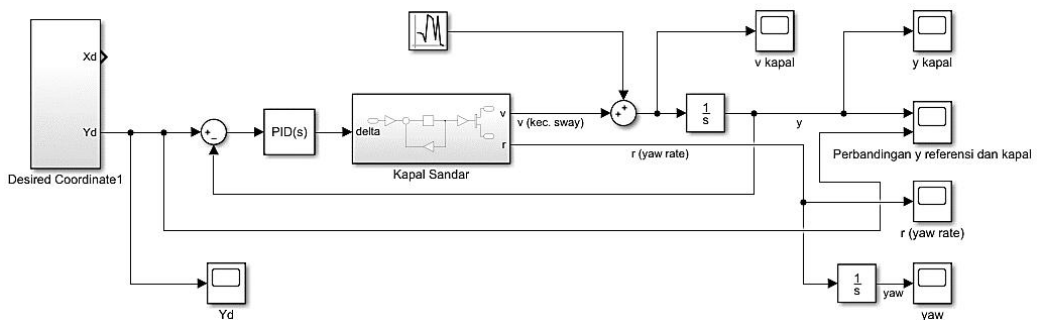 Xd
Yd
Desired Coordinate1
+
−
PID(s)
delta
v
r
Kapal Sandar
v (kec. sway)
r (yaw rate)
+
+
1
s
v kapal
y kapal
y
Perbandingan y referensi dan kapal
r (yaw rate)
1
s
yaw
yaw
Yd